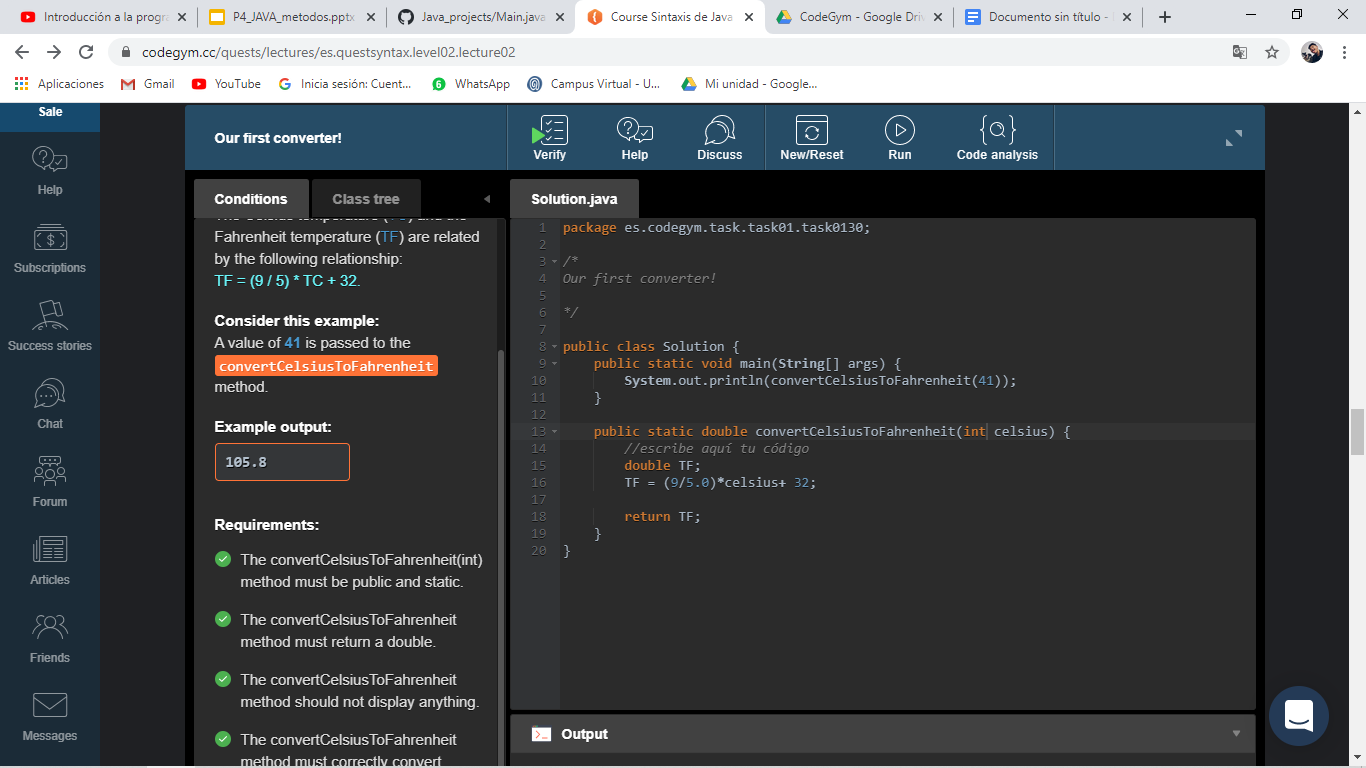 Introducción a la progra
P4_JAVA_metodos.pptx
Java_projects/Main.java
Course Sintaxis de Java
CodeGym - Google Driv
Documento sin título -
codegym.cc/quests/lectures/es.questsyntax.level02.lecture02
Aplicaciones
Gmail
YouTube
Inicia sesión: Cuent...
6
WhatsApp
Campus Virtual - U...
Mi unidad - Google...
Sale
Help
Subscriptions
Success stories
Chat
Forum
Articles
Friends
Messages
Our first converter!
Verify
Help
Discuss
New/Reset
Run
Code analysis
Conditions
Class tree
Fahrenheit temperature (TF) are related
by the following relationship:
TF = (9 / 5) * TC + 32.
Consider this example:
A value of 41 is passed to the
convertCelsiusToFahrenheit
method.
Example output:
105.8
Requirements:
The convertCelsiusToFahrenheit(int)
method must be public and static.
The convertCelsiusToFahrenheit
method must return a double.
The convertCelsiusToFahrenheit
method should not display anything.
The convertCelsiusToFahrenheit
method must correctly convert
Solution.java
1 package es.codegym.task.task01.task0130;
2
3 /*
4 Our first converter!
5
6 */
7
8 public class Solution {
9 public static void main(String[] args) {
10 System.out.println(convertCelsiusToFahrenheit(41));
11 }
12
13 public static double convertCelsiusToFahrenheit(int celsius) {
14 //escribe aquí tu código
15 double TF;
16 TF = (9/5.0)*celsius+ 32;
17
18 return TF;
19 }
20 }
Output